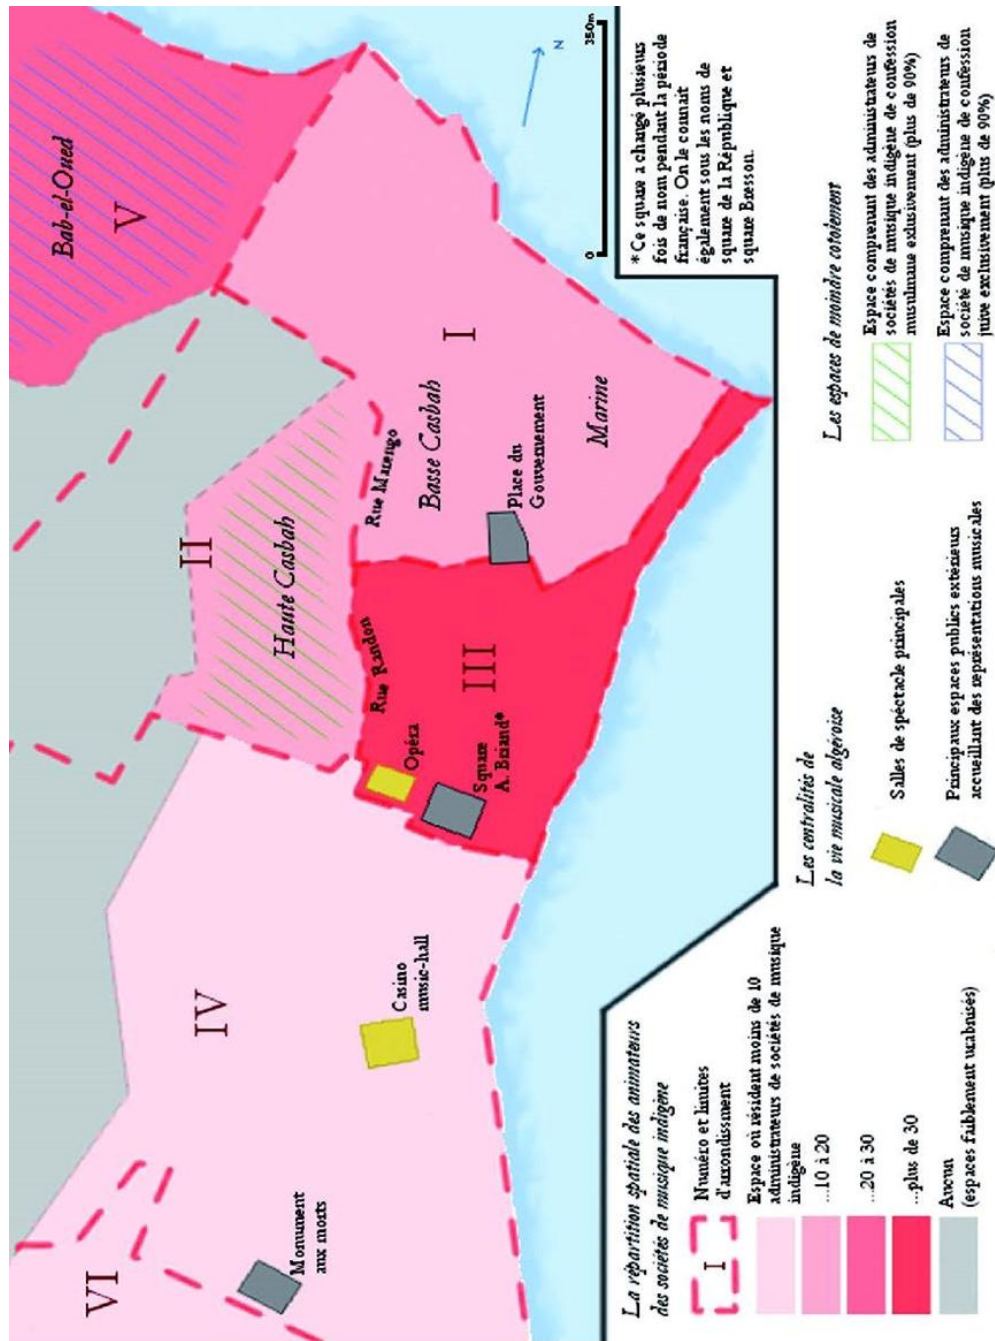 Bab-el-Oued
V
I
II
III
IV
VI
Haute Casbah
Basse Casbah
Marine
Rue Marengo
Rue Randon
Place du
Gouvernement
Opéra
Square
A. Briand*
Casino
music-hall
Monument
aux morts
N
0
350m
* Ce square a changé plusieurs
fois de nom pendant la période
française. On le connait
également sous les noms de
square de la République et
square Bresson.
La répartition spatiale des animateurs
des sociétés de musique indigène
I
Numéro et limites
d'arrondissment
Espace où résident moins de 10
administraters de sociétés de musique
indigène
...10 à 20
...20 à 30
...plus de 30
Aucun
(espaces faiblement urabnisés)
Les centralités de
la vie musicale algéroise
Salles de spéctacle principales
Principaux espaces publics extérieurs
accueillant des représentations musicales
Les espaces de moindre cotoiement
Espace comprenant des administrateurs de
sociétés de musique indigène de confession
musulmane exlusivement (plus de 90%)
Espace comprenant des administrateurs de
société de musique indigène de confession
juive exclusivement (plus de 90%)